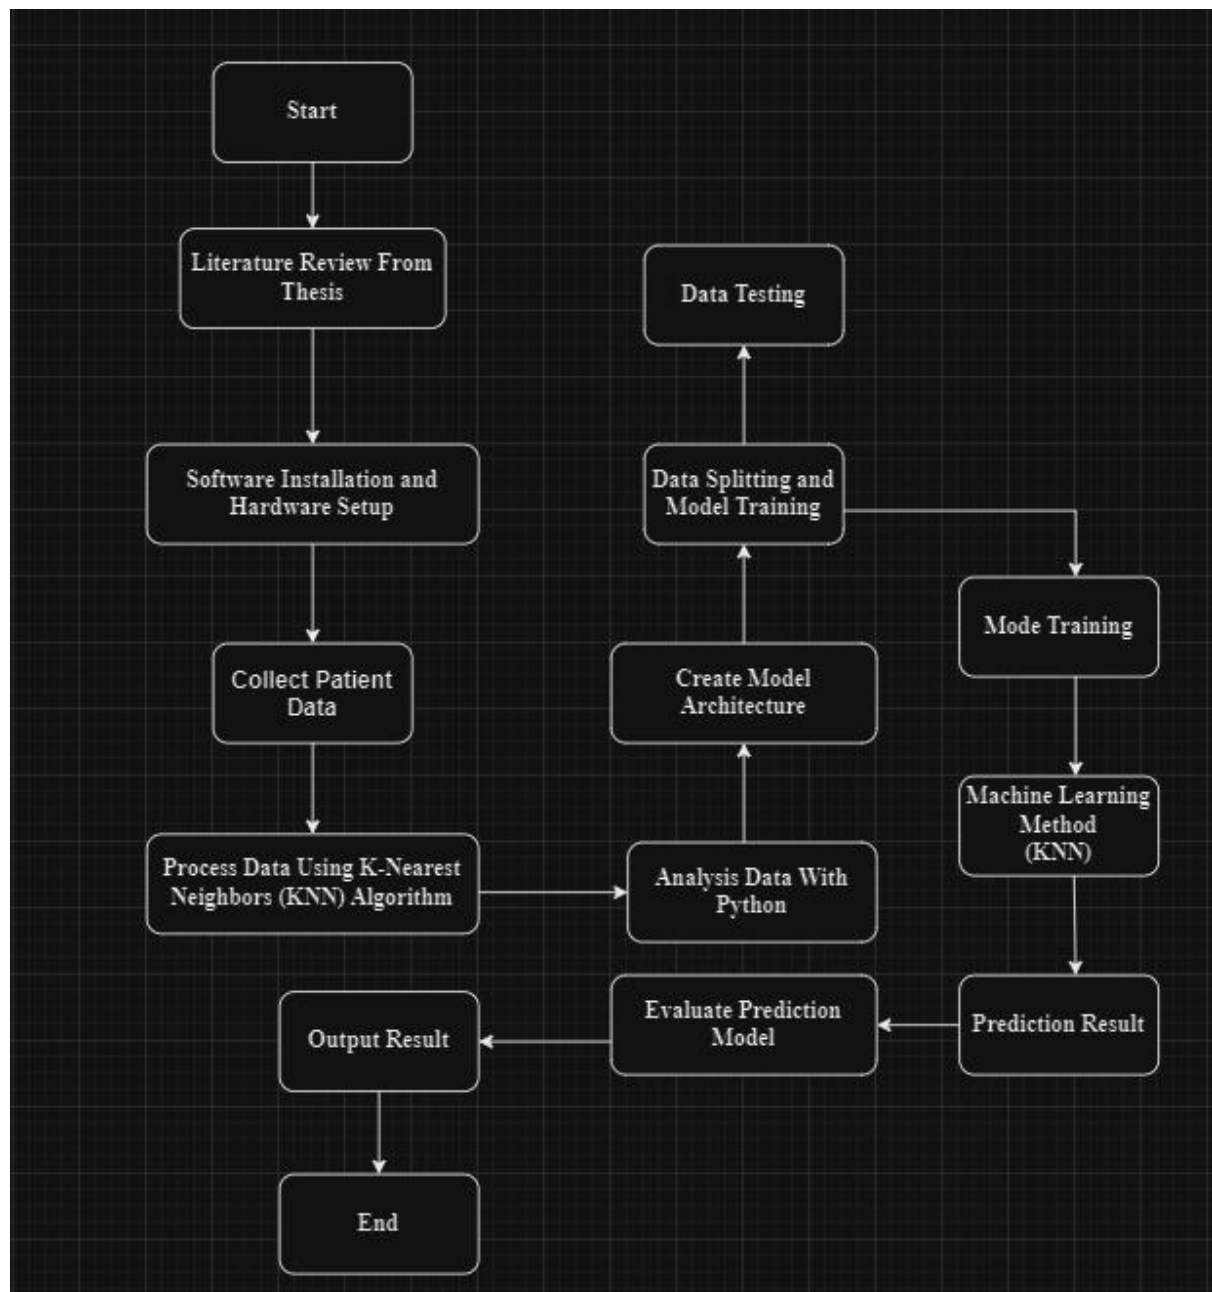 Start
Literature Review From
Thesis
Software Installation and
Hardware Setup
Collect Patient
Data
Process Data Using K-Nearest
Neighbors (KNN) Algorithm
Analysis Data With
Python
Create Model
Architecture
Data Splitting and
Model Training
Data Testing
Mode Training
Machine Learning
Method
(KNN)
Prediction Result
Evaluate Prediction
Model
Output Result
End